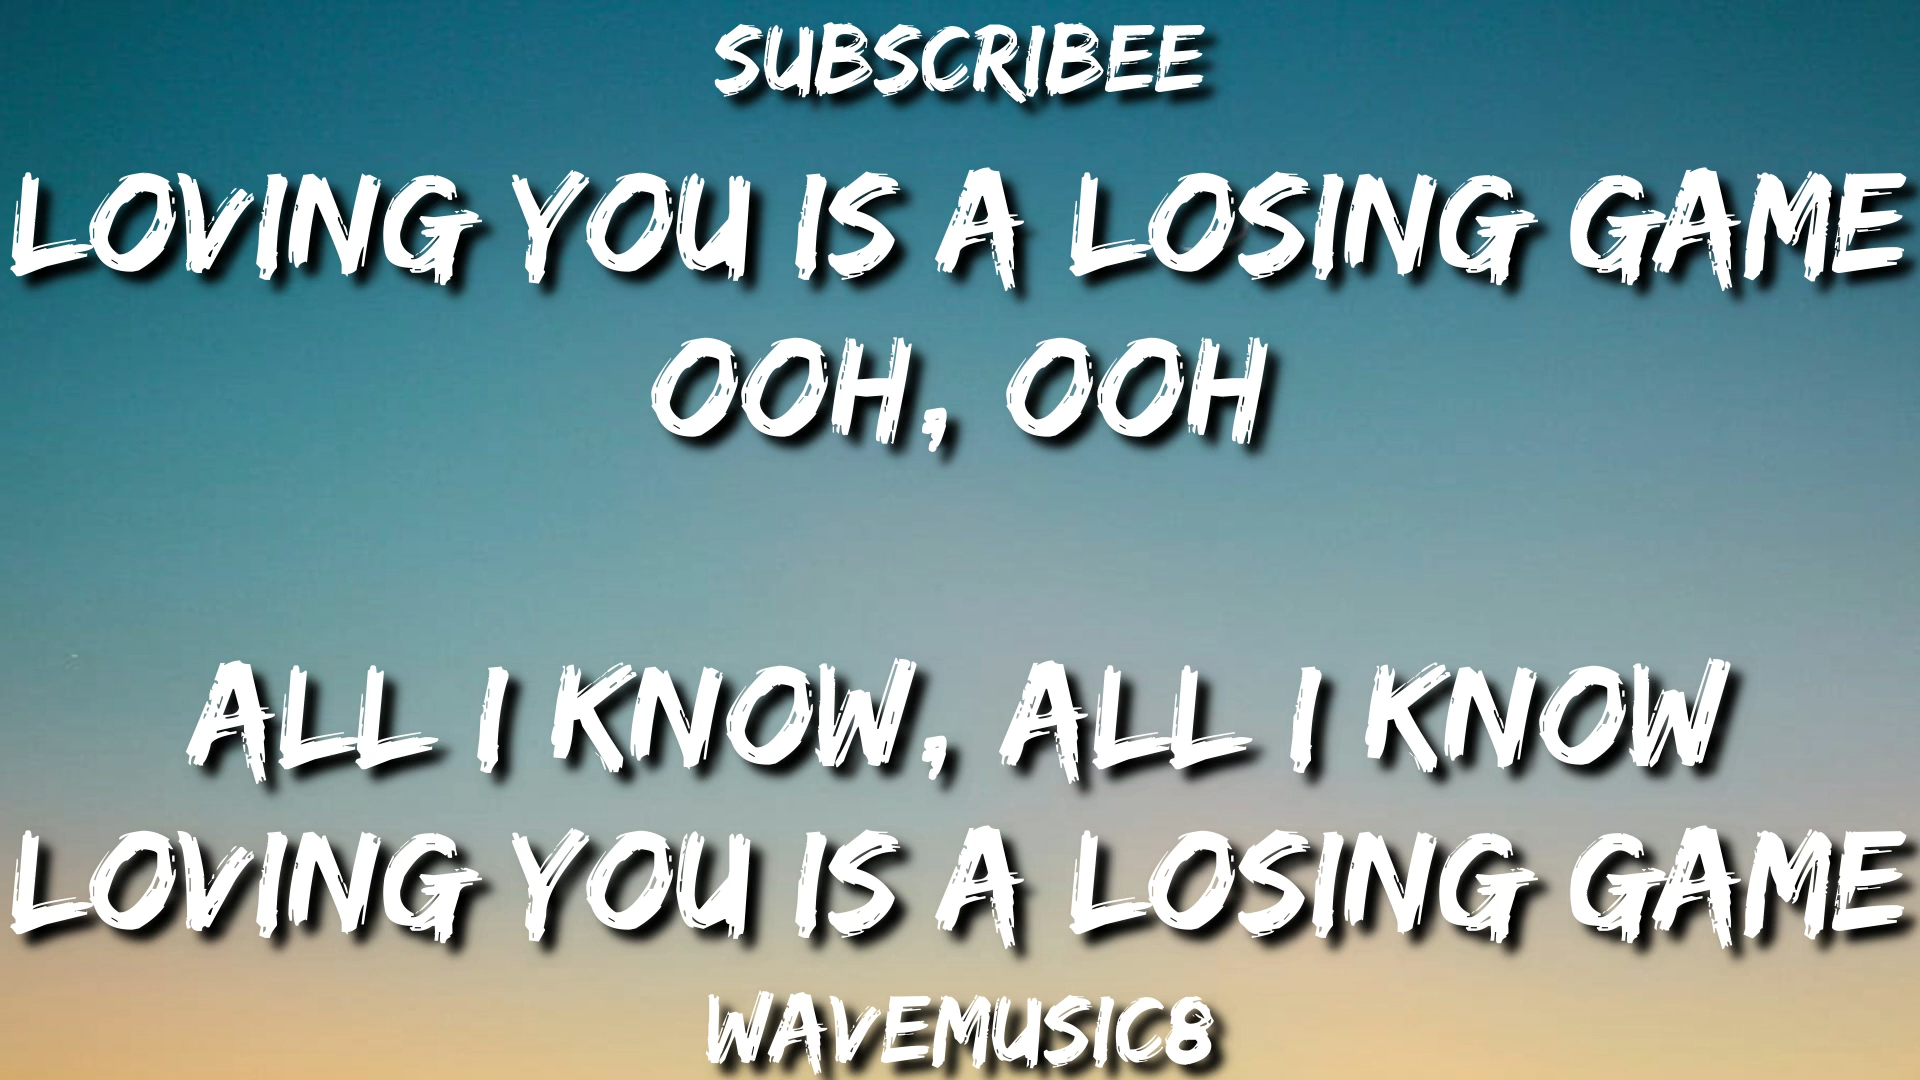 SUBSCRIBEE
LOVING YOU IS A LOSING GAME
OOH, OOH
ALL I KNOW, ALL I KNOW
LOVING YOU IS A LOSING GAME
WAVEMUSIC8